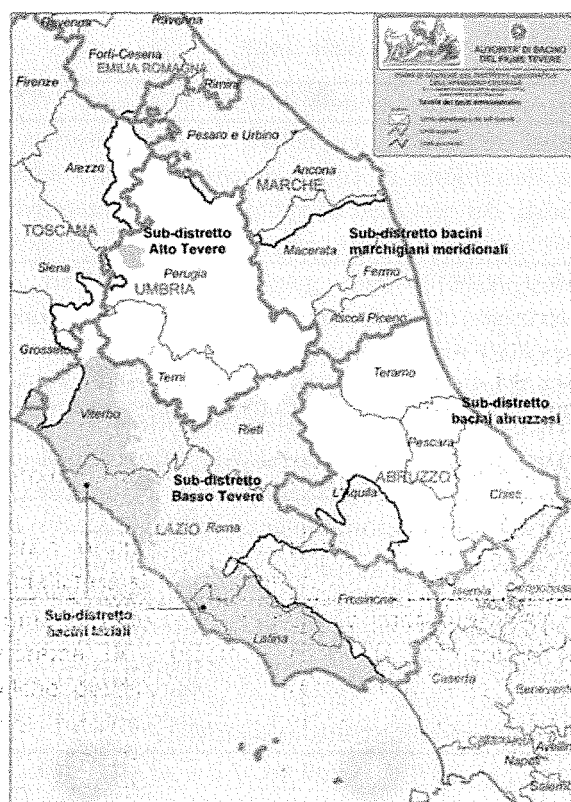 Ravenna
Ravenna
Forlì-Cesena
EMILIA ROMAGNA
Firenze
Rimini
AUTORITA' DI BACINO
DEL FIUME TEVERE
Pesaro e Urbino
Arezzo
Ancona
MARCHE
TOSCANA
Sub-distretto
Alto Tevere
Sub-distretto bacini
marchigiani meridionali
Macerata
Siena
Perugia
UMBRIA
Fermo
Ascoli Piceno
Grosseto
Terni
Teramo
Viterbo
Rieti
Sub-distretto
bacini abruzzesi
Pescara
Sub-distretto
Basso Tevere
L'Aquila
ABRUZZO
Chieti
LAZIO
Roma
Frosinone
Isernia
Campobasso
Sub-distretto
bacini laziali
Latina
Caserta
Benevento
CAMPANIA
Avellino
Napoli
Salerno